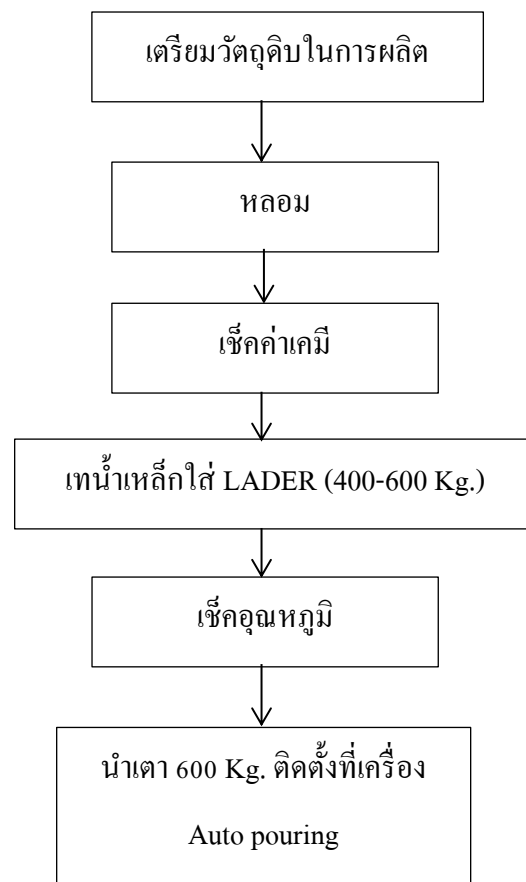 เตรียมวัตถุดิบในการผลิต
หลอม
เช็คค่าเคมี
เทน้ำเหล็กใส่ LADER (400-600 Kg.)
เช็คอุณหภูมิ
นำเตา 600 Kg. ติดตั้งที่เครื่อง
Auto pouring